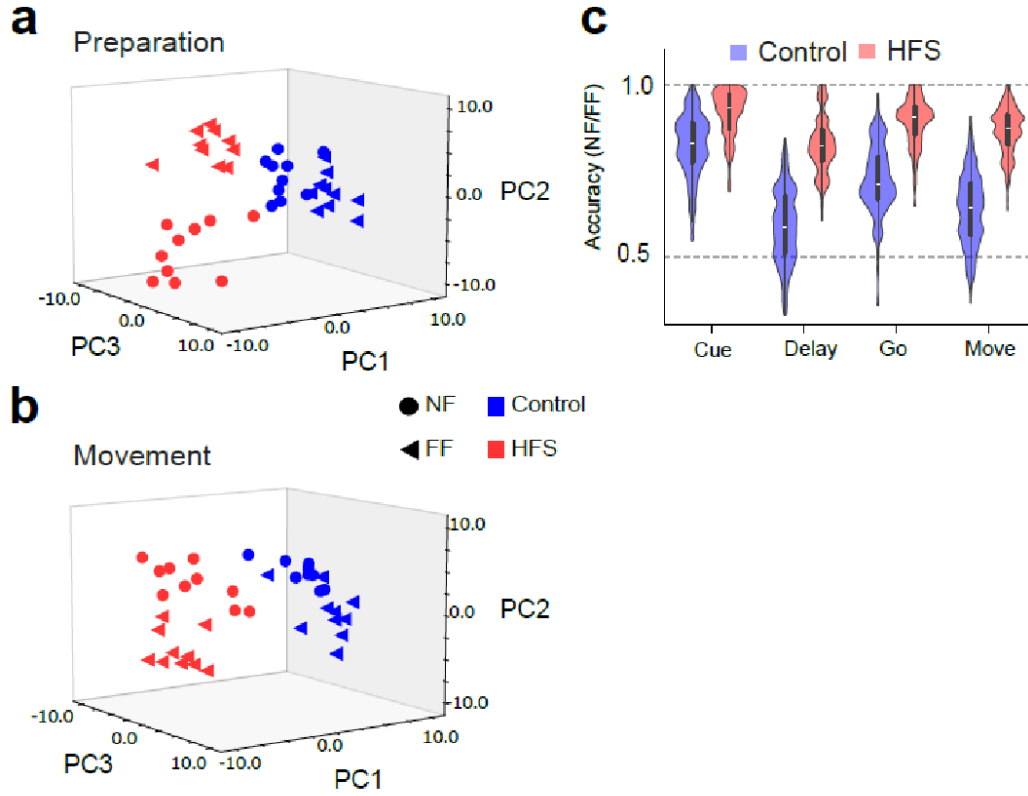 a
Preparation
10.0
0.0
PC2
-10.0
-10.0
0.0
10.0
PC3
-10.0
0.0
10.0
PC1
b
NF Control
FF HFS
Movement
10.0
0.0
PC2
-10.0
-10.0
0.0
10.0
PC3
-10.0
0.0
10.0
PC1
c
Control HFS
1.0
0.5
Accuracy (NF/FF)
Cue Delay Go Move